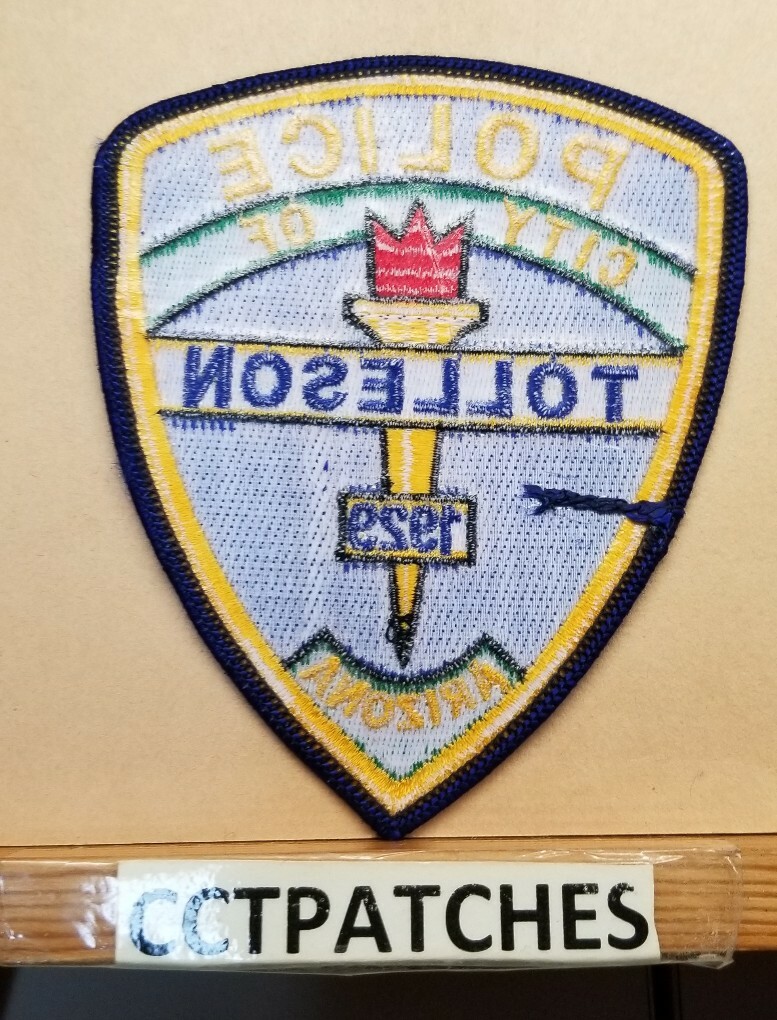 POLICE
CITY OF
TOLLESON
1929
ARIZONA
CCTPATCHES